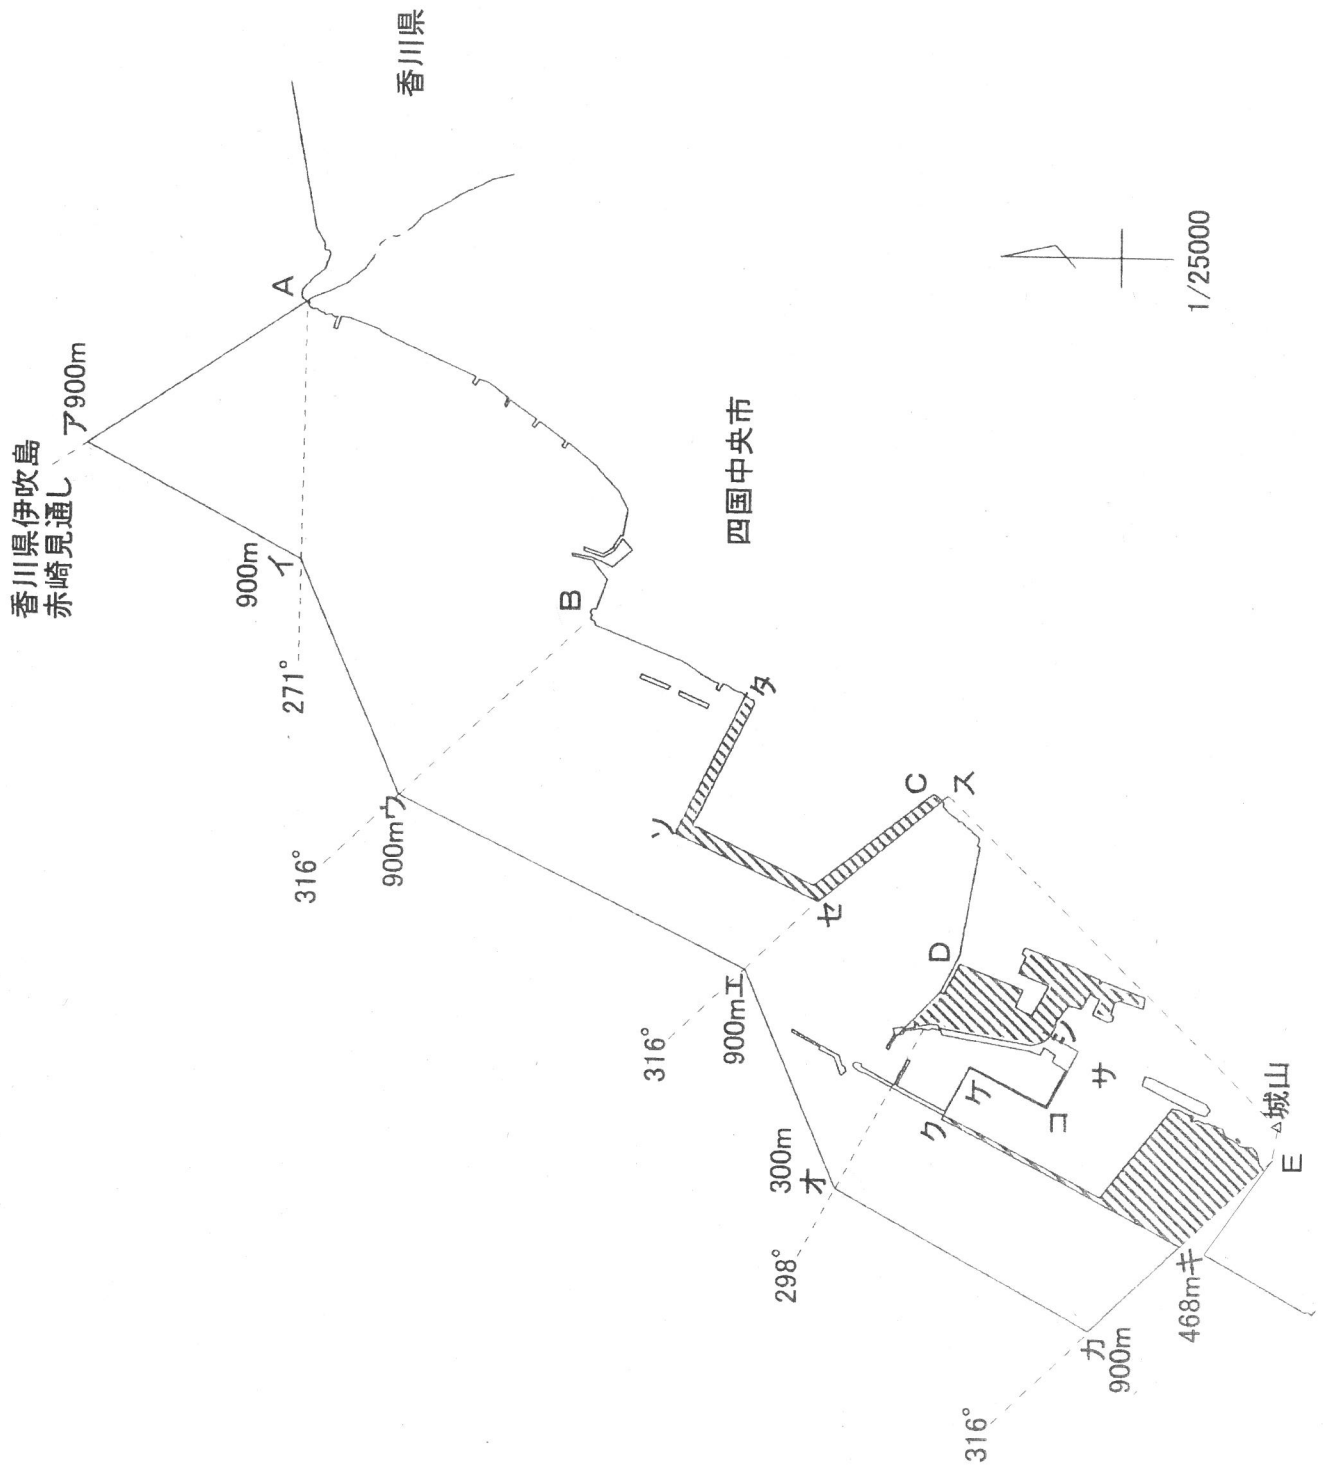 香川県伊吹島
赤崎見通し
ア900m
A
香川県
900m
イ
271°
B
316°
900mウ
四国中央市
タ
ソ
C
ス
セ
D
316°
900mエ
300m
オ
298°
ク
ケ
コ
サ
シ
城山
E
468mキ
カ
900m
316°
1/25000